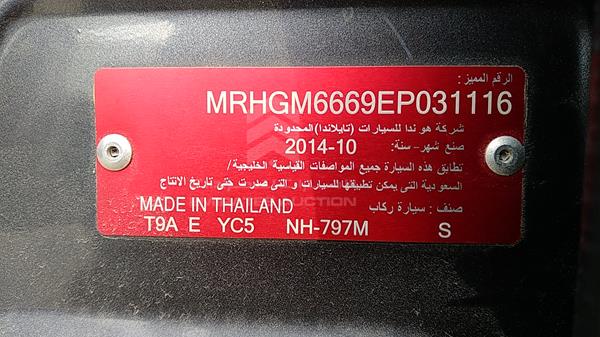 الرقم المميز:
MRHGM6669EP031116
شركة هوندا للسيارات (تايلاندا) المحدودة
صنع شهر- سنة: 10-2014
تطابق هذه السيارة جميع المواصفات القياسية الخليجية/
السعودية التى يمكن تطبيقها للسيارات و التى صدرت حتى تاريخ الانتاج
MADE IN THAILAND صنف: سيارة ركاب
T9A E YC5 NH-797M S